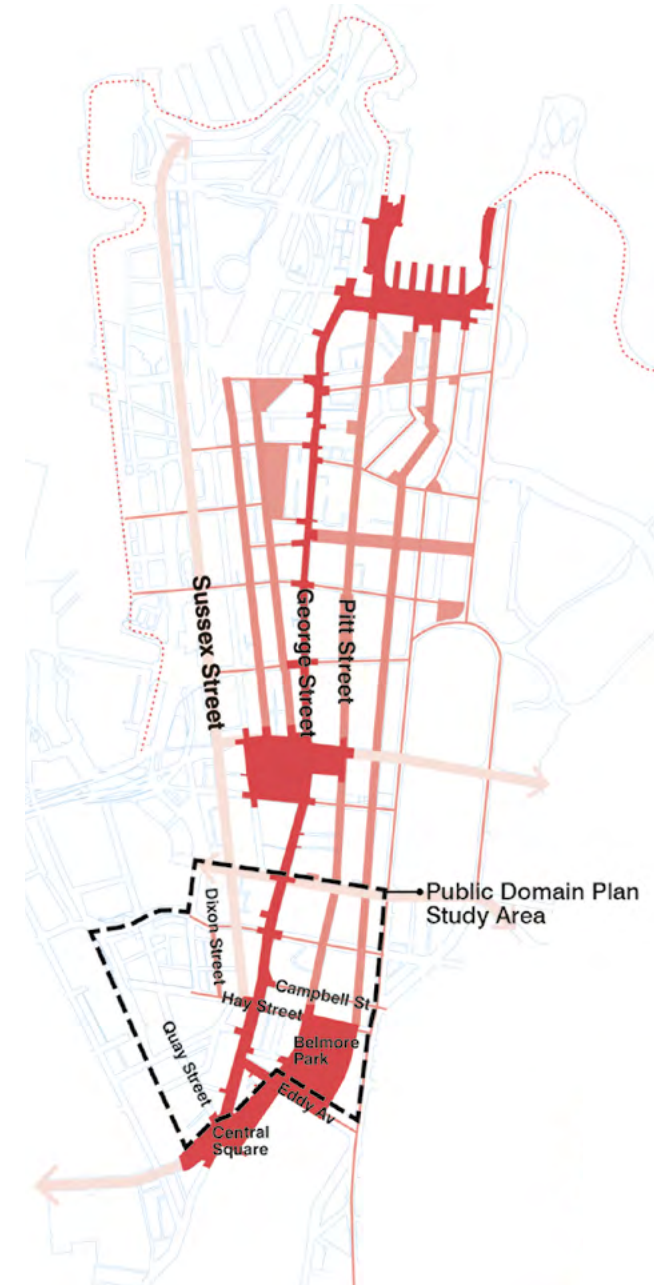 Sussex Street
George Street
Pitt Street
Public Domain Plan
Study Area
Dixon Street
Campbell St
Hay Street
Quay Street
Belmore
Park
Eddy Av
Central
Square